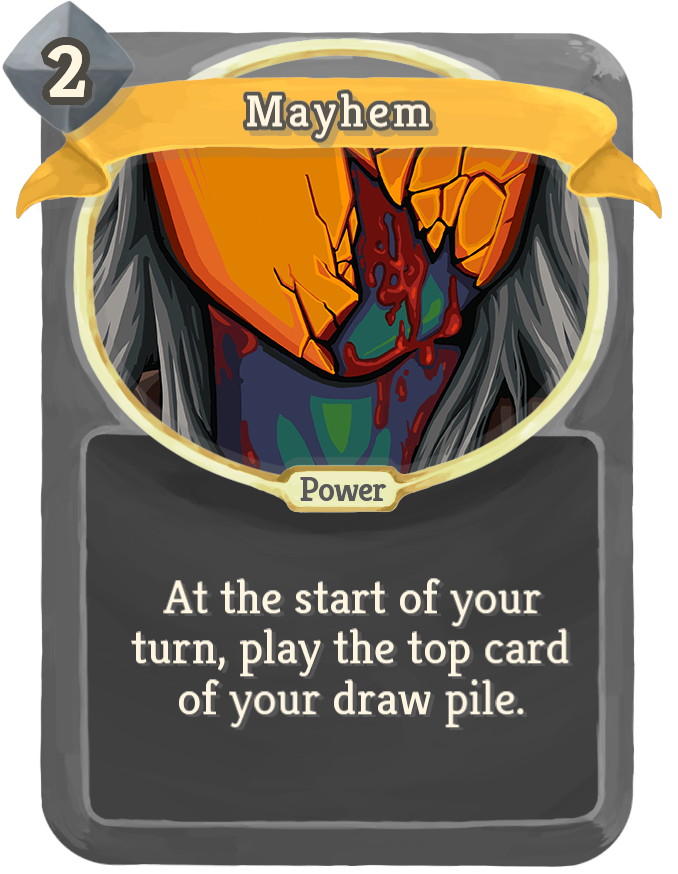 2
Mayhem
Power
At the start of your
turn, play the top card
of your draw pile.